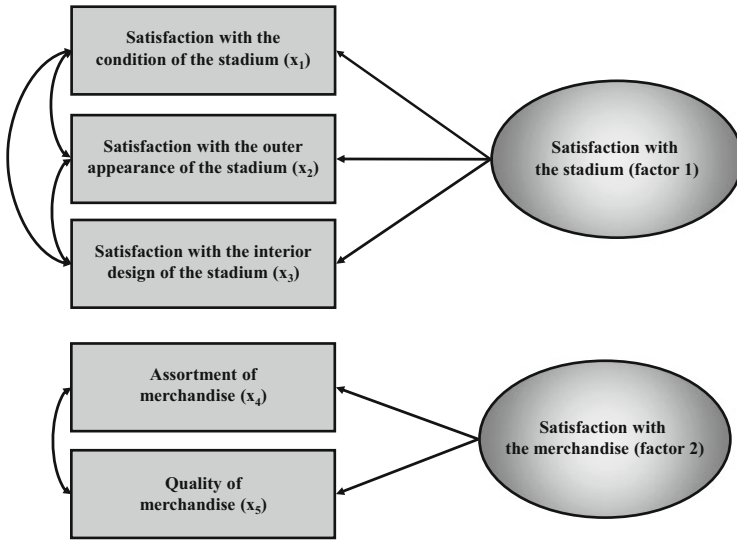 Satisfaction with the
condition of the stadium (x₁)
Satisfaction with the outer
appearance of the stadium (x₂)
Satisfaction with the interior
design of the stadium (x₃)
Satisfaction with
the stadium (factor 1)
Assortment of
merchandise (x₄)
Quality of
merchandise (x₅)
Satisfaction with
the merchandise (factor 2)